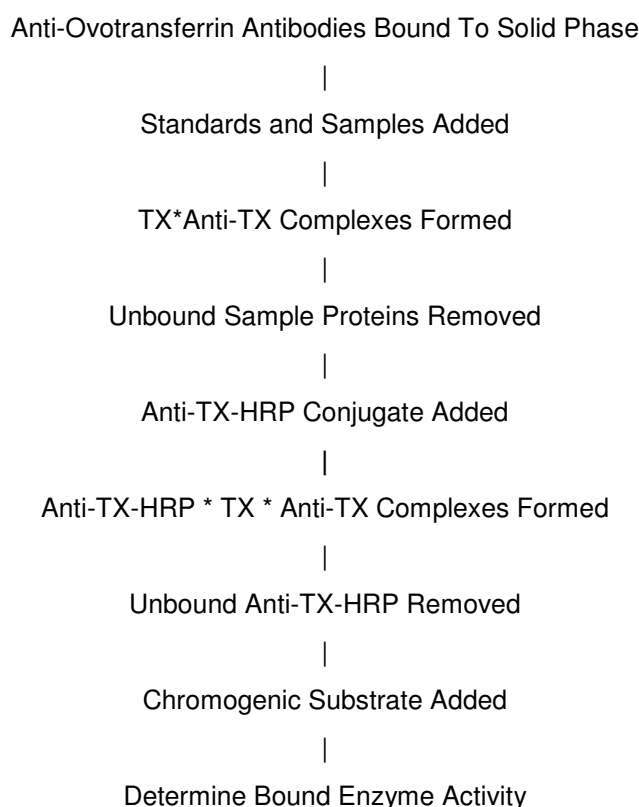 Anti-Ovotransferrin Antibodies Bound To Solid Phase
|
Standards and Samples Added
|
TX*Anti-TX Complexes Formed
|
Unbound Sample Proteins Removed
|
Anti-TX-HRP Conjugate Added
|
Anti-TX-HRP * TX * Anti-TX Complexes Formed
|
Unbound Anti-TX-HRP Removed
|
Chromogenic Substrate Added
|
Determine Bound Enzyme Activity